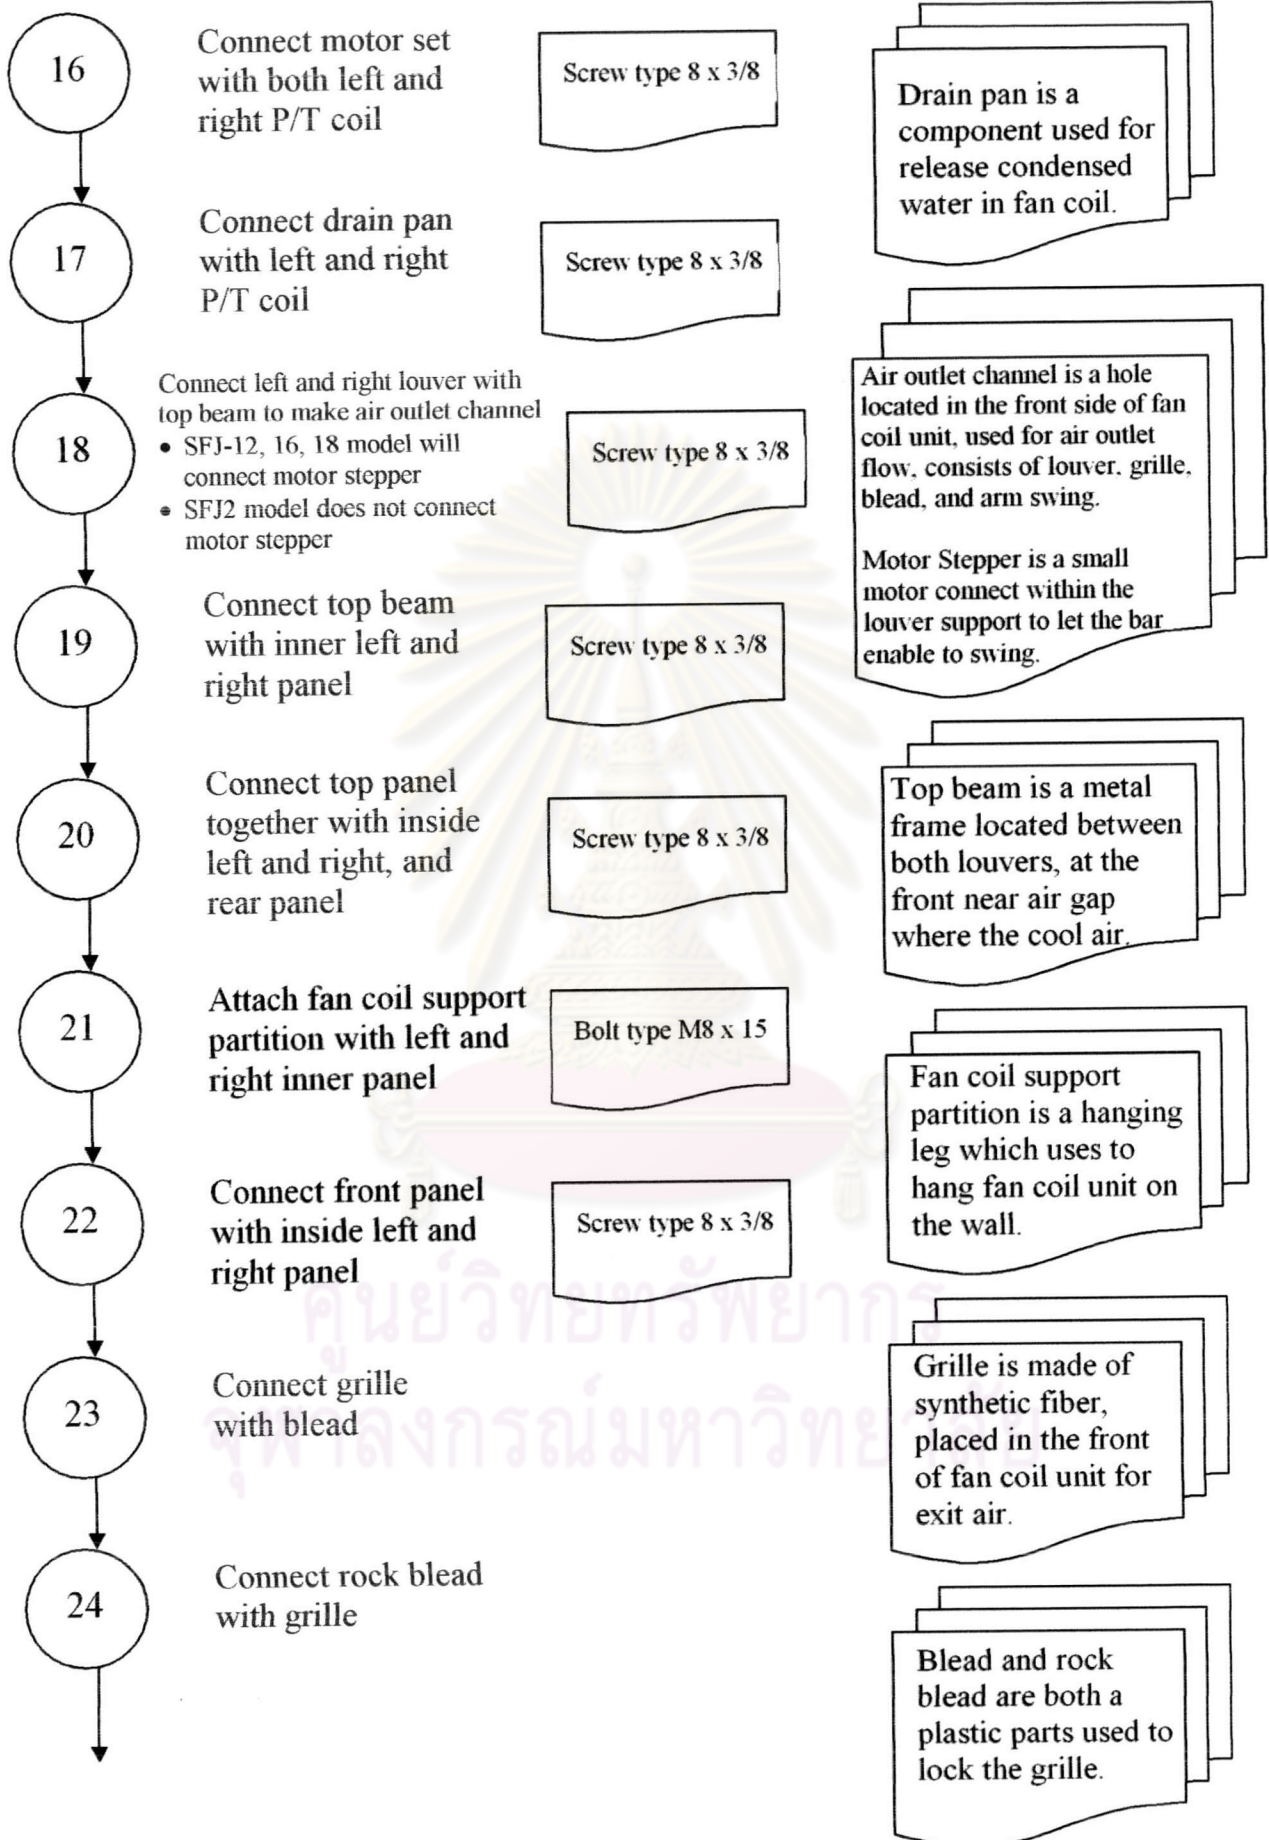 16
Connect motor set
with both left and
right P/T coil
Screw type 8 x 3/8
Drain pan is a
component used for
release condensed
water in fan coil.
17
Connect drain pan
with left and right
P/T coil
Screw type 8 x 3/8
18
Connect left and right louver with
top beam to make air outlet channel
• SFJ-12, 16, 18 model will
connect motor stepper
• SFJ2 model does not connect
motor stepper
Screw type 8 x 3/8
Air outlet channel is a hole
located in the front side of fan
coil unit, used for air outlet
flow, consists of louver, grille,
blead, and arm swing.
Motor Stepper is a small
motor connect within the
louver support to let the bar
enable to swing.
19
Connect top beam
with inner left and
right panel
Screw type 8 x 3/8
20
Connect top panel
together with inside
left and right, and
rear panel
Screw type 8 x 3/8
Top beam is a metal
frame located between
both louvers, at the
front near air gap
where the cool air.
21
Attach fan coil support
partition with left and
right inner panel
Bolt type M8 x 15
Fan coil support
partition is a hanging
leg which uses to
hang fan coil unit on
the wall.
22
Connect front panel
with inside left and
right panel
Screw type 8 x 3/8
ศูนย์วิทยทรัพยากร
จุฬาลงกรณ์มหาวิทยาลัย
23
Connect grille
with blead
Grille is made of
synthetic fiber,
placed in the front
of fan coil unit for
exit air.
24
Connect rock blead
with grille
Blead and rock
blead are both a
plastic parts used to
lock the grille.